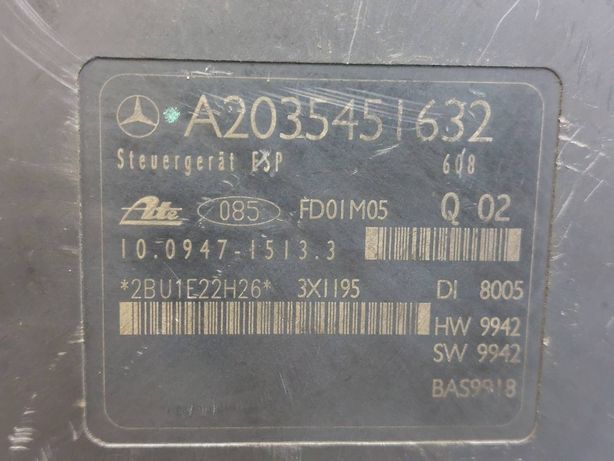 A2035451632
Steuergerät ESP 608
Ate 085 FD01M05 Q 02
10.0947-1513.3
*2BU1E22H26* 3X1195 DI 8005
HW 9942
SW 9942
BAS9918